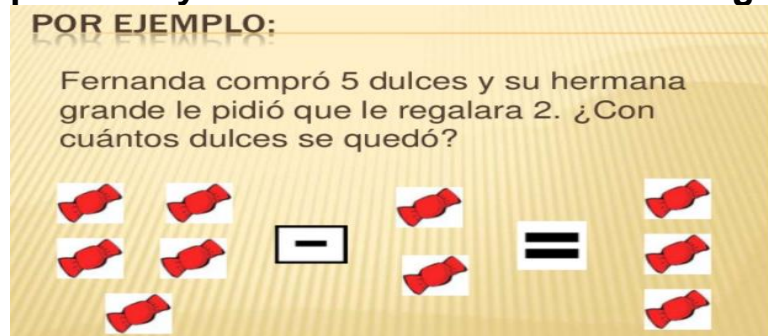 POR EJEMPLO:
Fernanda compró 5 dulces y su hermana
grande le pidió que le regalara 2. ¿Con
cuántos dulces se quedó?
- =